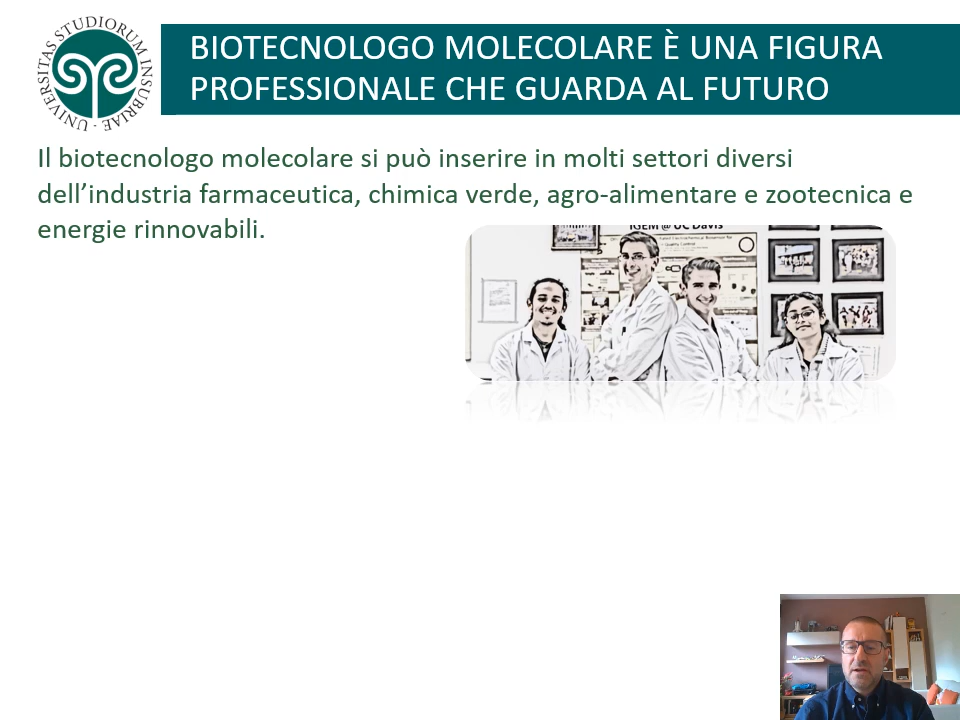 UNIVERSITAS STUDIORUM INSUBRIAE
BIOTECNOLOGO MOLECOLARE È UNA FIGURA
PROFESSIONALE CHE GUARDA AL FUTURO
Il biotecnologo molecolare si può inserire in molti settori diversi
dell’industria farmaceutica, chimica verde, agro-alimentare e zootecnica e
energie rinnovabili.
iGEM @ UC Davis